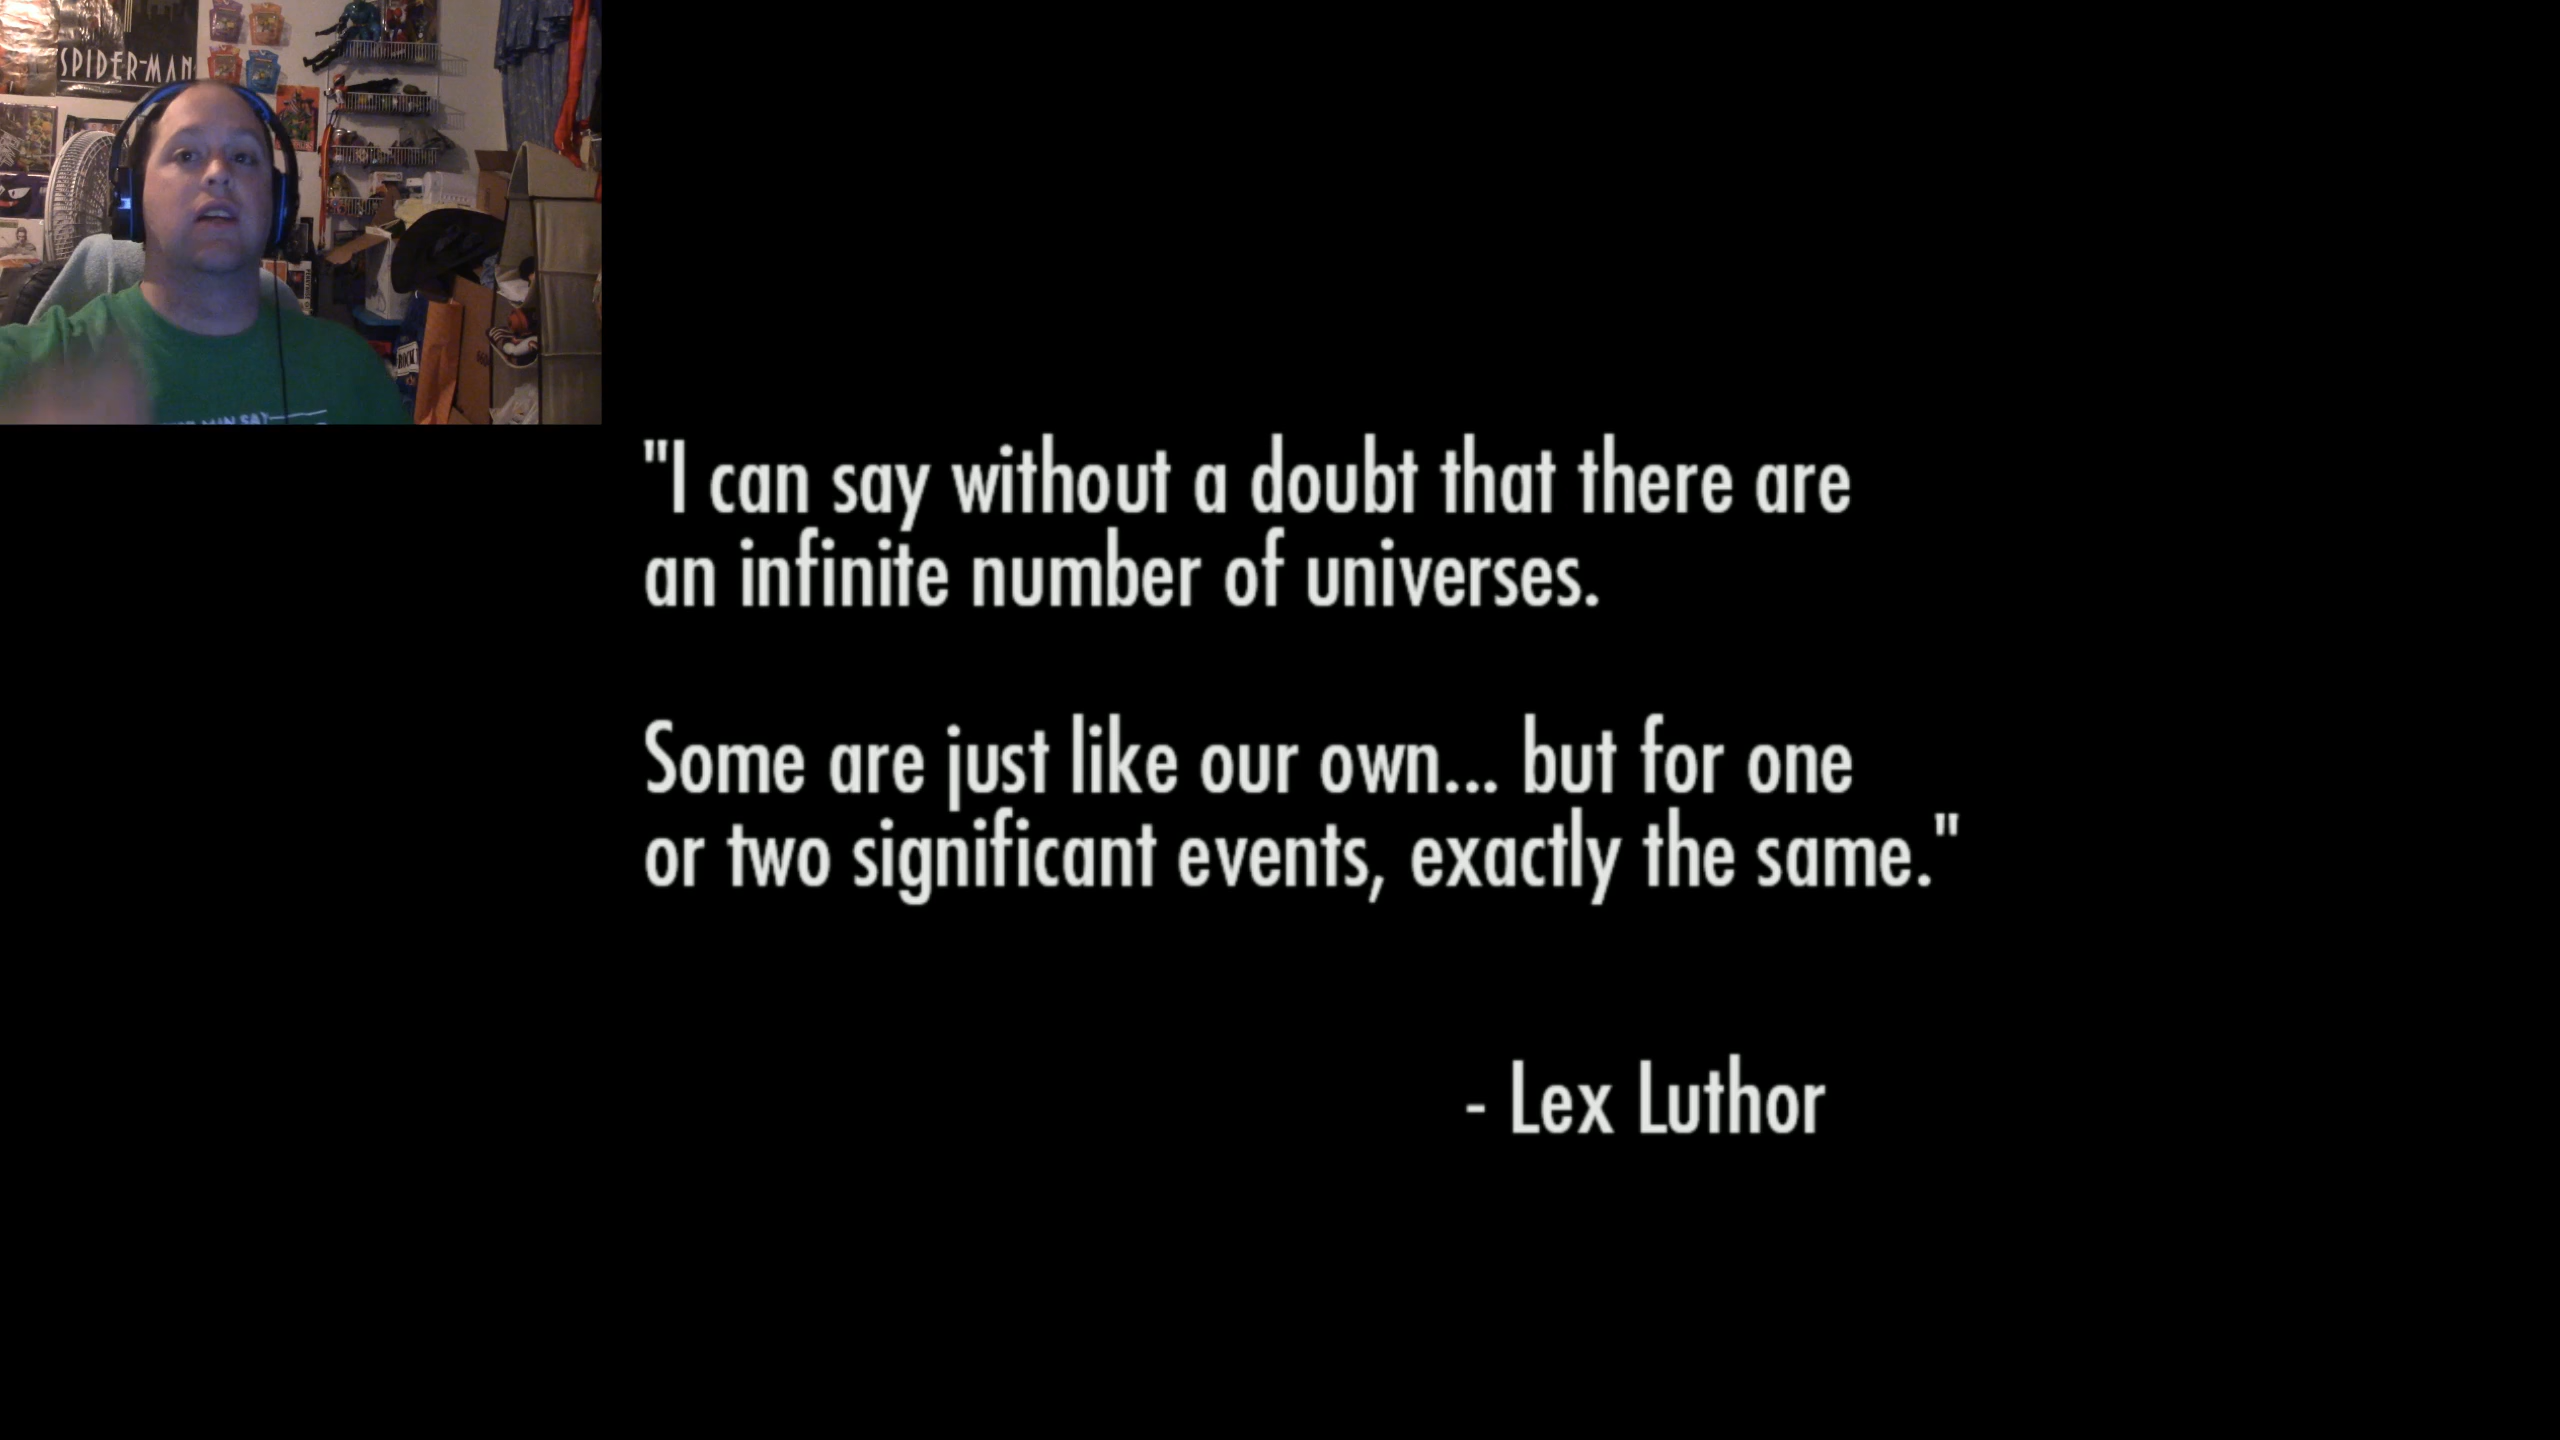 SPIDER-MAN
"I can say without a doubt that there are
an infinite number of universes.
Some are just like our own... but for one
or two significant events, exactly the same."
- Lex Luthor